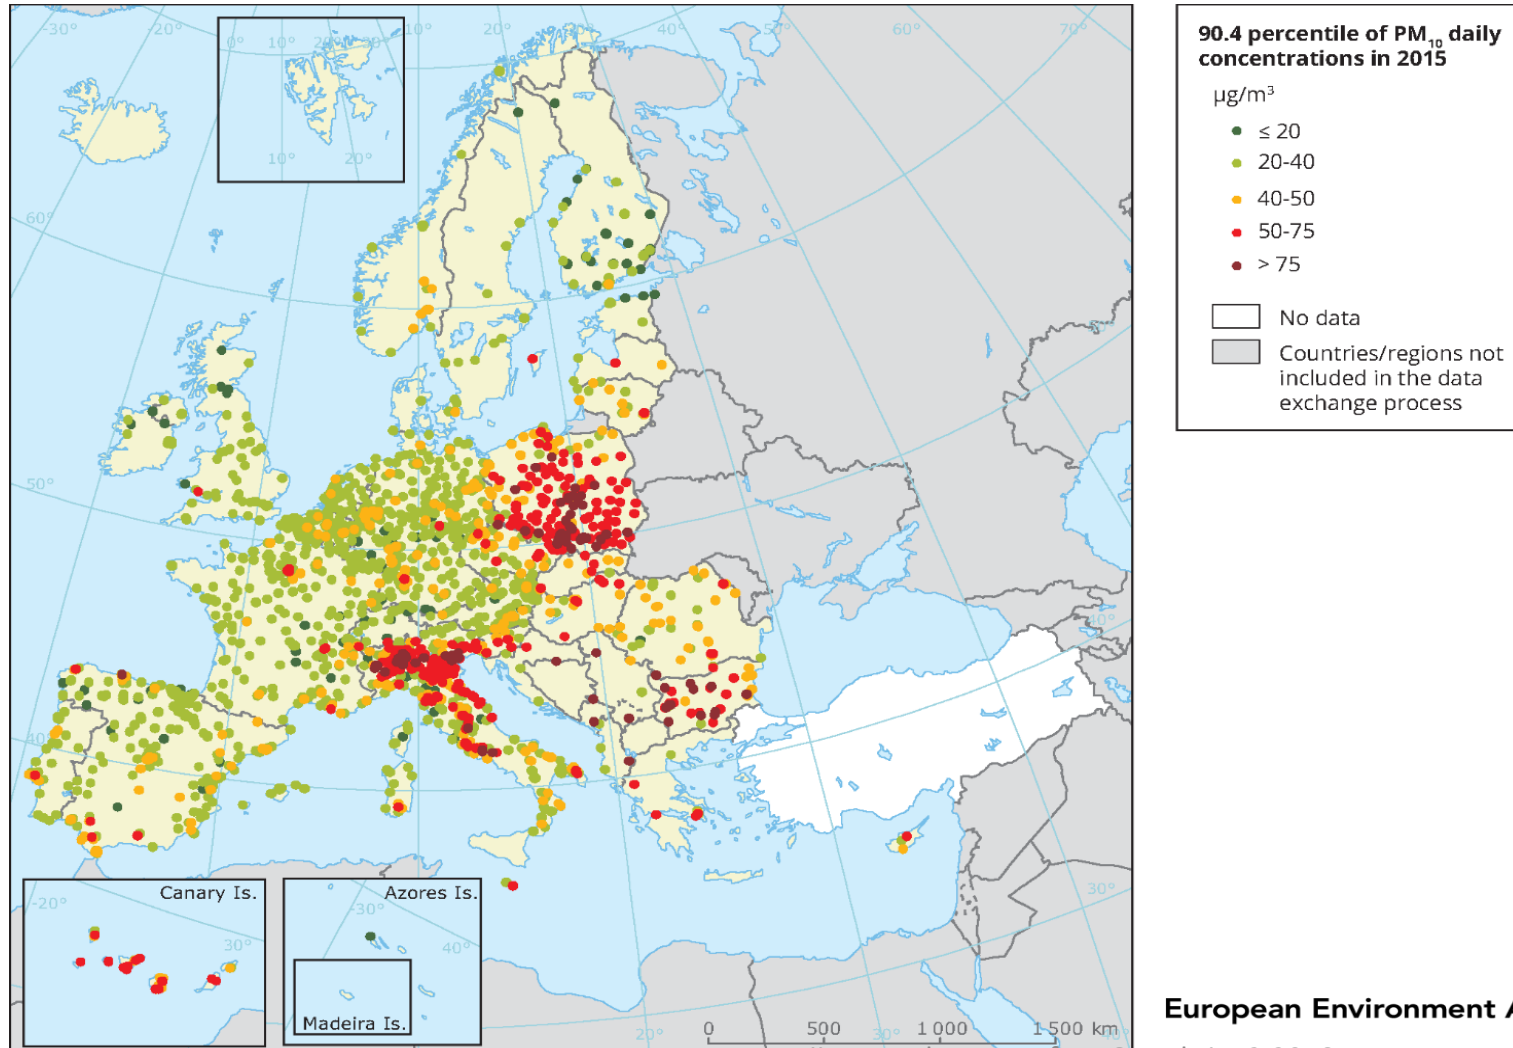 -30°
-20°
0°
10°
20°
30°
20°
30°
60°
70°
10°
20°
60°
50°
40°
40°
30°
20°
30°
40°
Canary Is.
-20°
30°
Azores Is.
-30°
40°
Madeira Is.
0 500 1 000 1 500 km
90.4 percentile of PM₁₀ daily
concentrations in 2015
µg/m³
≤ 20
20-40
40-50
50-75
> 75
No data
Countries/regions not
included in the data
exchange process
European Environment A